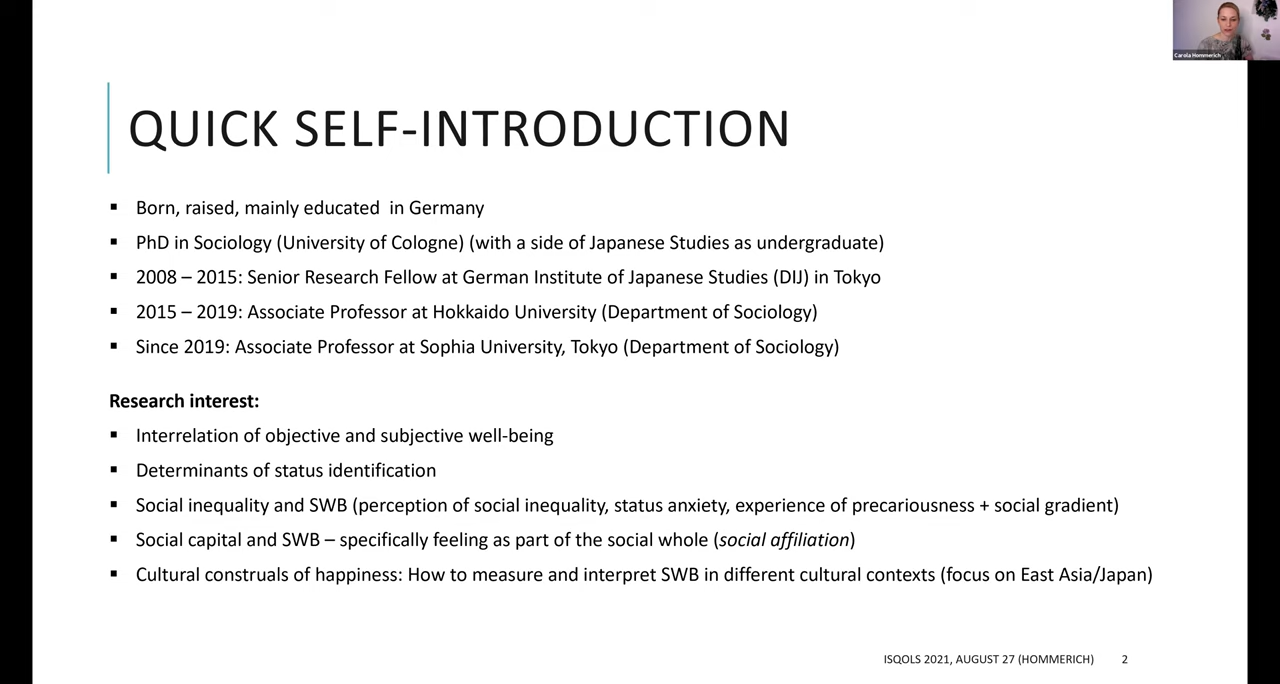 Carola Hommerich
QUICK SELF-INTRODUCTION
▪ Born, raised, mainly educated  in Germany
▪ PhD in Sociology (University of Cologne) (with a side of Japanese Studies as undergraduate)
▪ 2008 – 2015: Senior Research Fellow at German Institute of Japanese Studies (DIJ) in Tokyo
▪ 2015 – 2019: Associate Professor at Hokkaido University (Department of Sociology)
▪ Since 2019: Associate Professor at Sophia University, Tokyo (Department of Sociology)
Research interest:
▪ Interrelation of objective and subjective well-being
▪ Determinants of status identification
▪ Social inequality and SWB (perception of social inequality, status anxiety, experience of precariousness + social gradient)
▪ Social capital and SWB – specifically feeling as part of the social whole (social affiliation)
▪ Cultural construals of happiness: How to measure and interpret SWB in different cultural contexts (focus on East Asia/Japan)
ISQOLS 2021, AUGUST 27 (HOMMERICH) 2